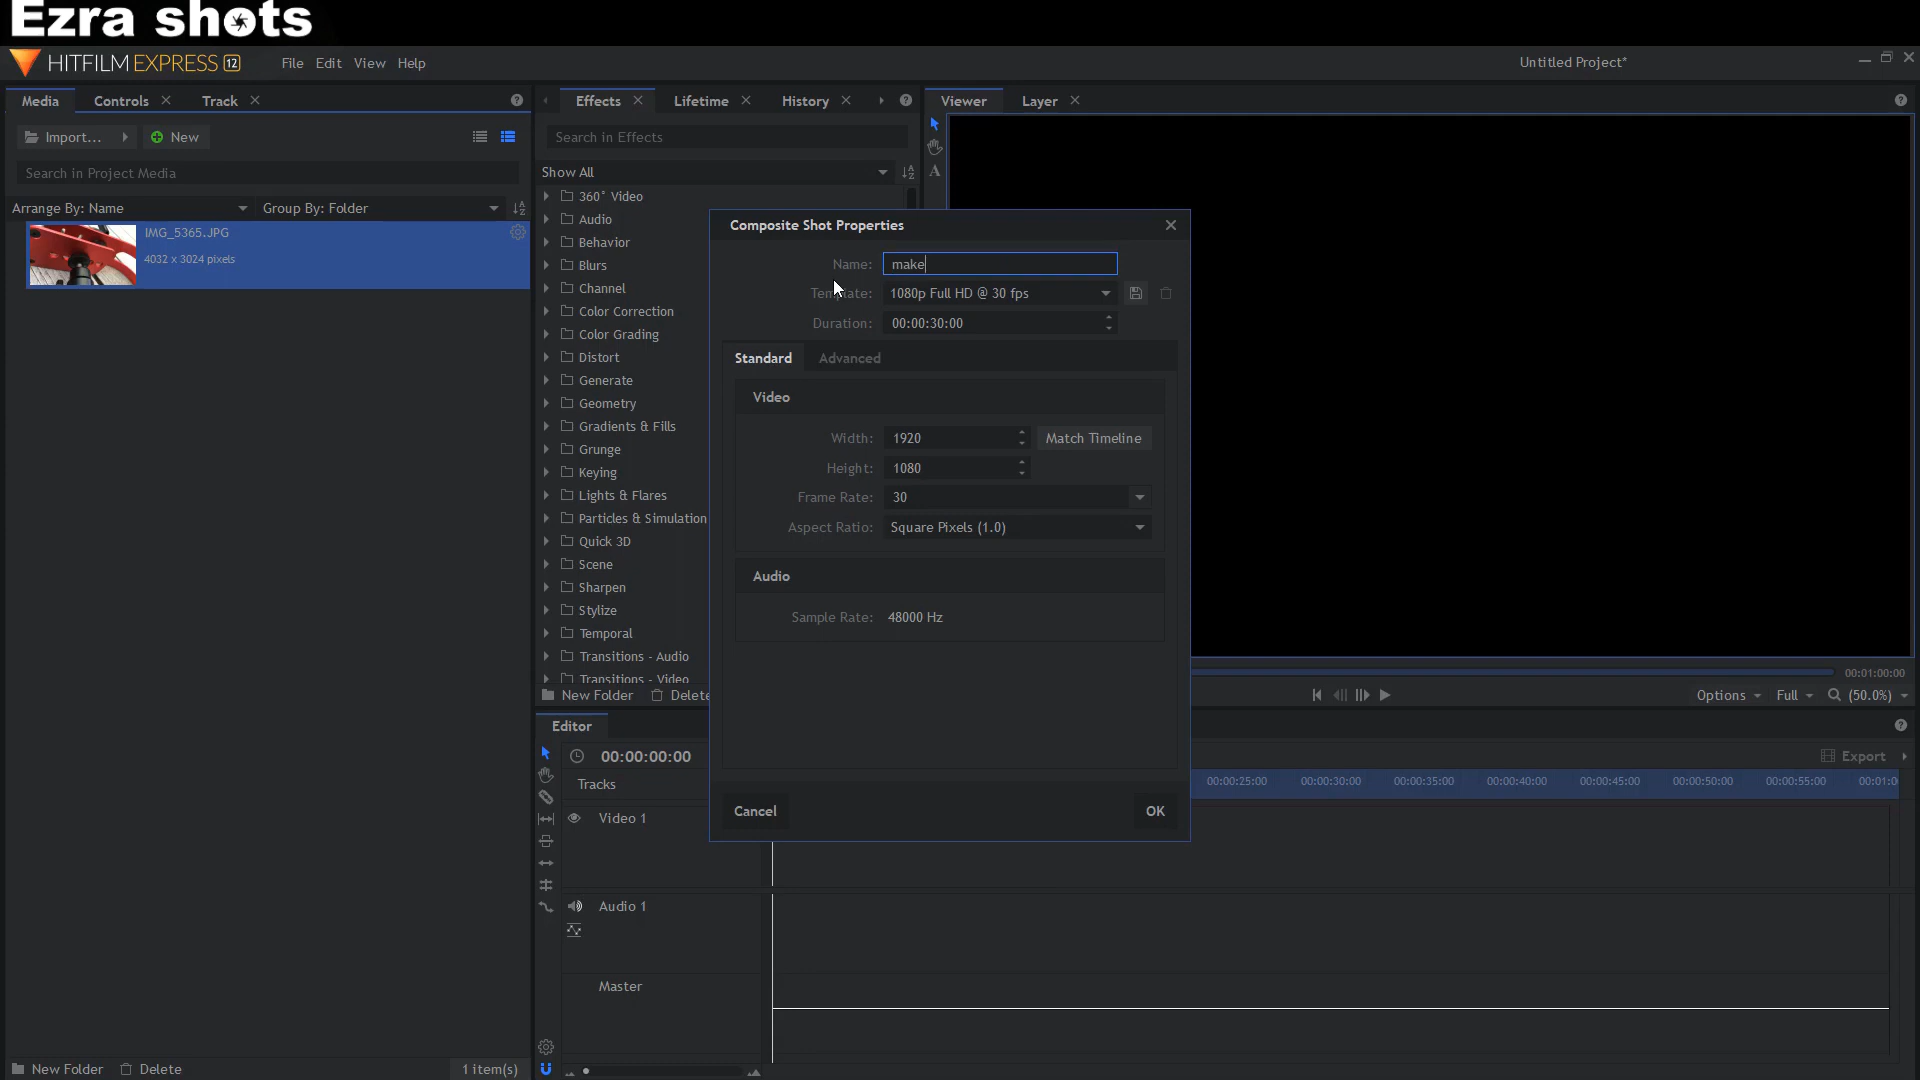 Ezra shots
HITFILM EXPRESS 12
File Edit View Help
Untitled Project*
Media Controls Track
Import... New
Search in Project Media
Arrange By: Name Group By: Folder
IMG_5365.JPG
4032 x 3024 pixels
New Folder Delete 1 item(s)
Effects Lifetime History
Search in Effects
Show All
360° Video
Audio
Behavior
Blurs
Channel
Color Correction
Color Grading
Distort
Generate
Geometry
Gradients & Fills
Grunge
Keying
Lights & Flares
Particles & Simulation
Quick 3D
Scene
Sharpen
Stylize
Temporal
Transitions - Audio
Transitions - Video
New Folder Delete
Viewer Layer
A
00:01:00:00
Options Full (50.0%)
Composite Shot Properties
Name: make
Template: 1080p Full HD @ 30 fps
Duration: 00:00:30:00
Standard Advanced
Video
Width: 1920 Match Timeline
Height: 1080
Frame Rate: 30
Aspect Ratio: Square Pixels (1.0)
Audio
Sample Rate: 48000 Hz
Cancel OK
Editor
00:00:00:00
Export
Tracks
00:00:25:00 00:00:30:00 00:00:35:00 00:00:40:00 00:00:45:00 00:00:50:00 00:00:55:00 00:01:0
Video 1
Audio 1
Master